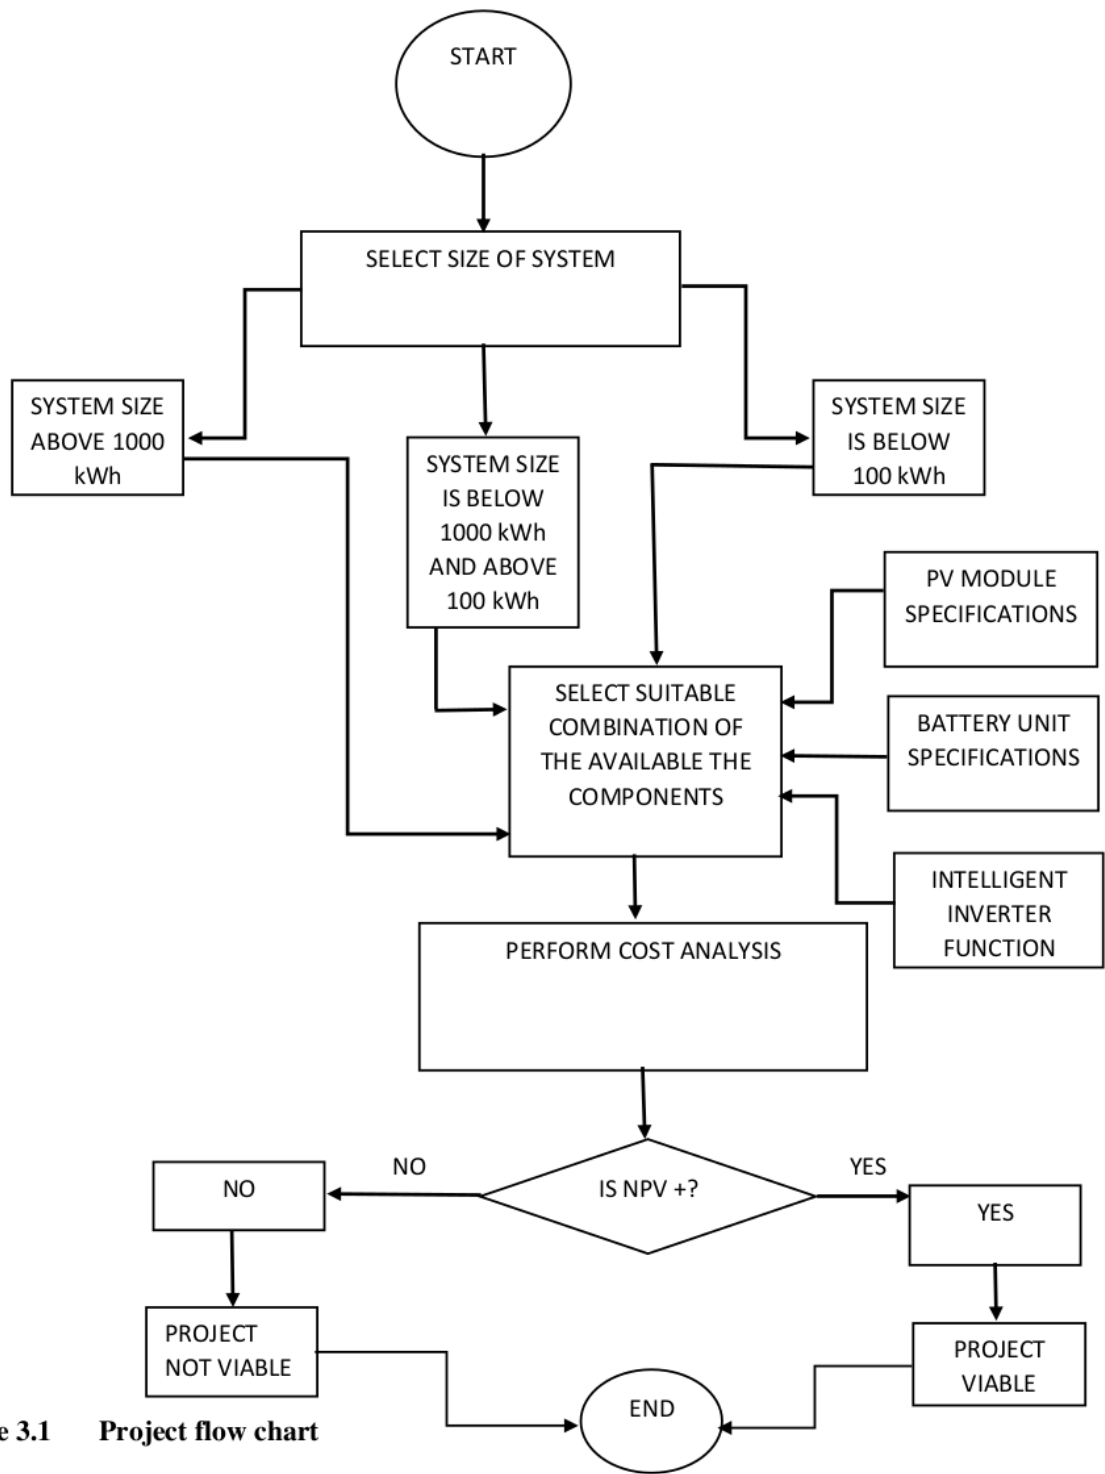 START
SELECT SIZE OF SYSTEM
SYSTEM SIZE
ABOVE 1000
kWh
SYSTEM SIZE
IS BELOW
1000 kWh
AND ABOVE
100 kWh
SYSTEM SIZE
IS BELOW
100 kWh
PV MODULE
SPECIFICATIONS
SELECT SUITABLE
COMBINATION OF
THE AVAILABLE THE
COMPONENTS
BATTERY UNIT
SPECIFICATIONS
INTELLIGENT
INVERTER
FUNCTION
PERFORM COST ANALYSIS
IS NPV +?
NO
YES
NO
YES
PROJECT
NOT VIABLE
PROJECT
VIABLE
END
e 3.1 Project flow chart